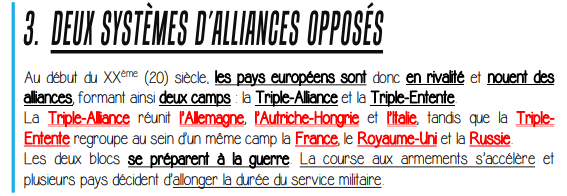 3. DEUX SYSTÈMES D'ALLIANCES OPPOSÉS
Au début du XXème (20) siècle, les pays européens sont donc en rivalité et nouent des
alliances, formant ainsi deux camps : la Triple-Alliance et la Triple-Entente.
La Triple-Alliance réunit l'Allemagne, l'Autriche-Hongrie et l'Italie, tandis que la Triple-
Entente regroupe au sein d'un même camp la France, le Royaume-Uni et la Russie.
Les deux blocs se préparent à la guerre. La course aux armements s'accélère et
plusieurs pays décident d'allonger la durée du service militaire.